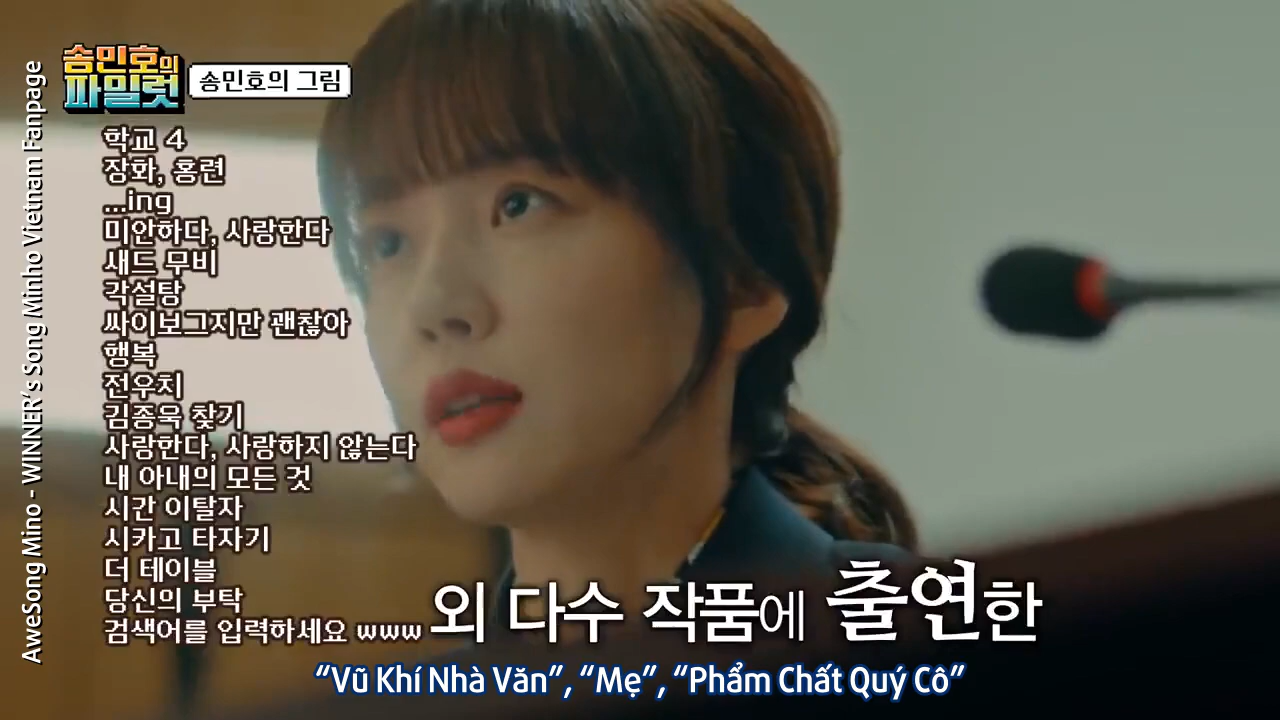 AweSong Mino - WINNER's Song Minho Vietnam Fanpage
송민호의
파일럿
송민호의 그림
학교 4
장화, 홍련
...ing
미안하다, 사랑한다
새드 무비
각설탕
싸이보그지만 괜찮아
행복
전우치
김종욱 찾기
사랑한다, 사랑하지 않는다
내 아내의 모든 것
시간 이탈자
시카고 타자기
더 테이블
당신의 부탁
검색어를 입력하세요 www
외 다수 작품에 출연한
“Vũ Khí Nhà Văn”, “Mẹ”, “Phẩm Chất Quý Cô”